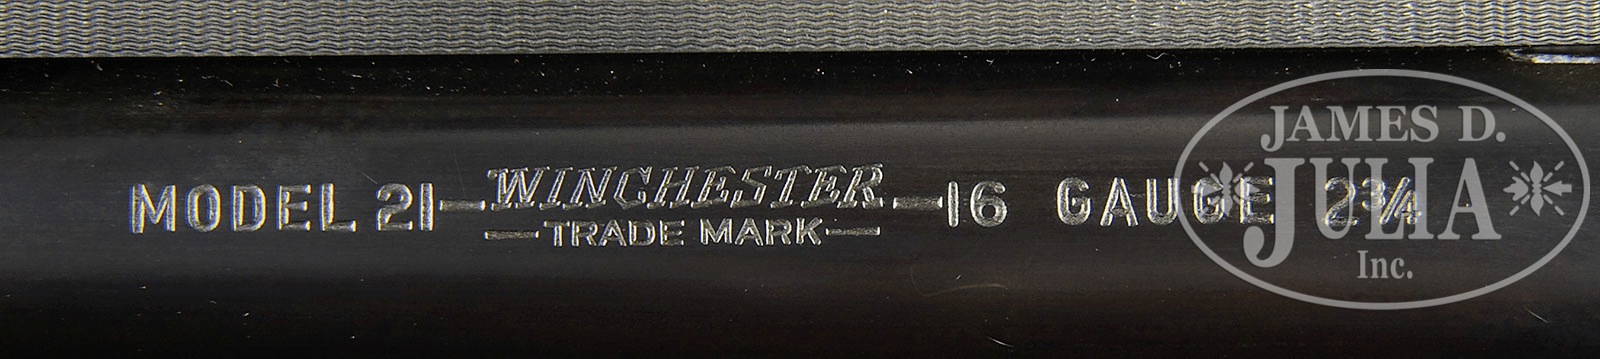 MODEL 21-WINCHESTER-16 GAUGE 2¾
-TRADE MARK-
JAMES D.
JULIA
Inc.